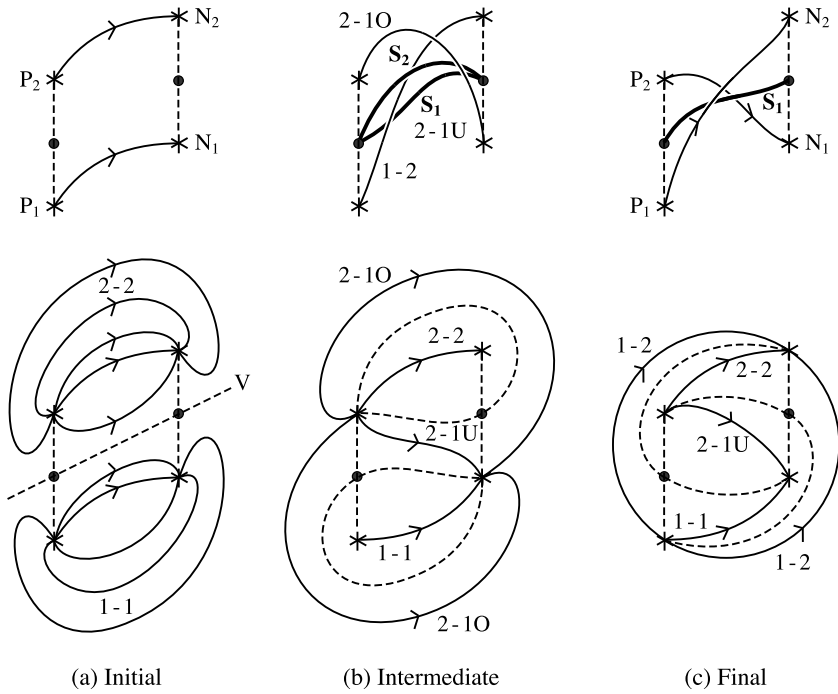 N₂
P₂
N₁
P₁
2-1O
S₂
S₁
2-1U
1-2
N₂
P₂
S₁
N₁
P₁
2-2
V
1-1
2-1O
2-2
2-1U
1-1
2-1O
1-2
2-2
2-1U
1-1
1-2
(a) Initial
(b) Intermediate
(c) Final